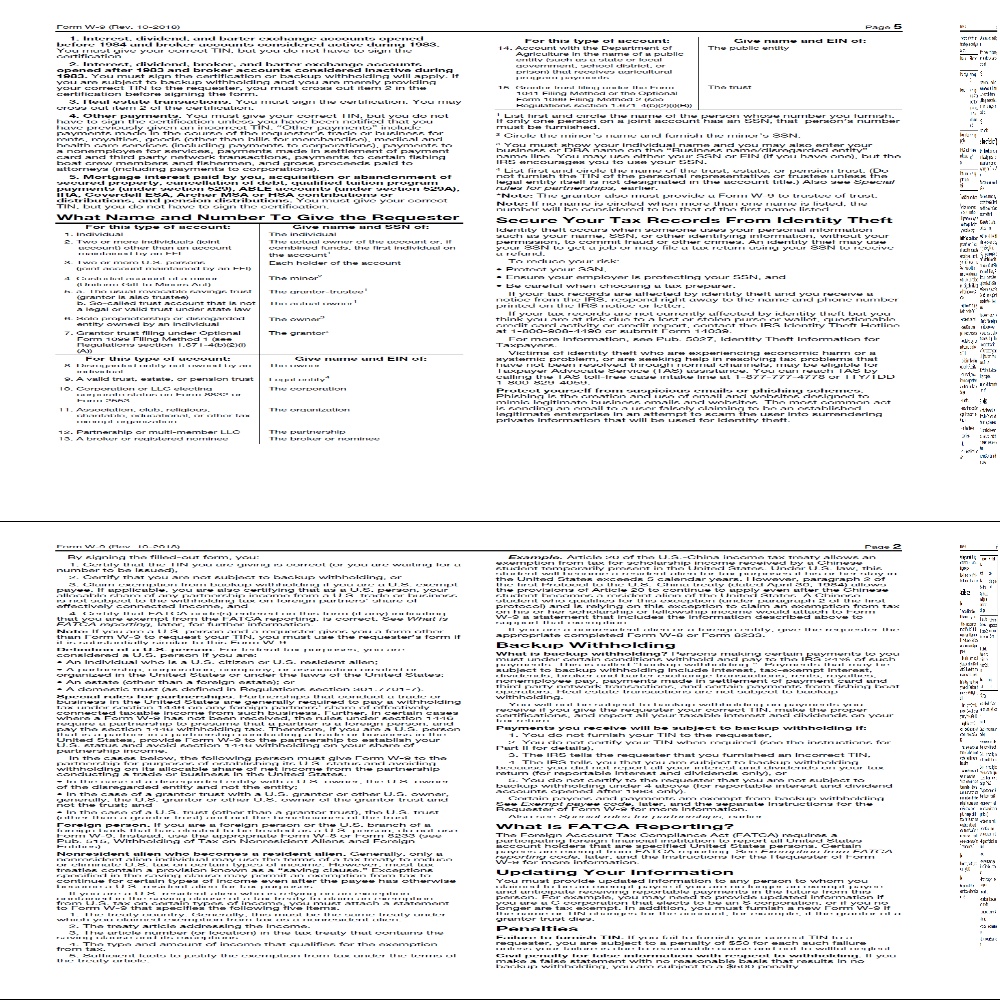 Form W-9 (Rev. 10-2018)
Page 5
1. Interest, dividend, and barter exchange accounts opened
before 1984 and broker accounts considered active during 1983.
You must give your correct TIN, but you do not have to sign the
certification.
2. Interest, dividend, broker, and barter exchange accounts
opened after 1983 and broker accounts considered inactive during
1983. You must sign the certification or backup withholding will apply. If
you are subject to backup withholding and you are merely providing
your correct TIN to the requester, you must cross out item 2 in the
certification before signing the form.
3. Real estate transactions. You must sign the certification. You may
cross out item 2 of the certification.
4. Other payments. You must give your correct TIN, but you do not
have to sign the certification unless you have been notified that you
have previously given an incorrect TIN. “Other payments” include
payments made in the course of the requester’s trade or business for
rents, royalties, goods (other than bills for merchandise), medical and
health care services (including payments to corporations), payments to
a nonemployee for services, payments made in settlement of payment
card and third party network transactions, payments to certain fishing
boat crew members and fishermen, and gross proceeds paid to
attorneys (including payments to corporations).
5. Mortgage interest paid by you, acquisition or abandonment of
secured property, cancellation of debt, qualified tuition program
payments (under section 529), ABLE accounts (under section 529A),
IRA, Coverdell ESA, Archer MSA or HSA contributions or
distributions, and pension distributions. You must give your correct
TIN, but you do not have to sign the certification.
What Name and Number To Give the Requester
For this type of account:
Give name and SSN of:
1. Individual
The individual
2. Two or more individuals (joint
account) other than an account
maintained by an FFI
The actual owner of the account or, if
combined funds, the first individual on
the account¹
3. Two or more U.S. persons
(joint account maintained by an FFI)
Each holder of the account
4. Custodial account of a minor
(Uniform Gift to Minors Act)
The minor²
5. a. The usual revocable savings trust
(grantor is also trustee)
The grantor-trustee¹
b. So-called trust account that is not
a legal or valid trust under state law
The actual owner¹
6. Sole proprietorship or disregarded
entity owned by an individual
The owner³
7. Grantor trust filing under Optional
Form 1099 Filing Method 1 (see
Regulations section 1.671-4(b)(2)(i)
(A))
The grantor*
For this type of account:
Give name and EIN of:
8. Disregarded entity not owned by an
individual
The owner
9. A valid trust, estate, or pension trust
Legal entity⁴
10. Corporation or LLC electing
corporate status on Form 8832 or
Form 2553
The corporation
11. Association, club, religious,
charitable, educational, or other tax-
exempt organization
The organization
12. Partnership or multi-member LLC
The partnership
13. A broker or registered nominee
The broker or nominee
For this type of account:
Give name and EIN of:
14. Account with the Department of
Agriculture in the name of a public
entity (such as a state or local
government, school district, or
prison) that receives agricultural
program payments
The public entity
15. Grantor trust filing under the Form
1041 Filing Method or the Optional
Form 1099 Filing Method 2 (see
Regulations section 1.671-4(b)(2)(i)(B))
The trust
¹ List first and circle the name of the person whose number you furnish.
If only one person on a joint account has an SSN, that person’s number
must be furnished.
² Circle the minor’s name and furnish the minor’s SSN.
³ You must show your individual name and you may also enter your
business or DBA name on the “Business name/disregarded entity”
name line. You may use either your SSN or EIN (if you have one), but the
IRS encourages you to use your SSN.
⁴ List first and circle the name of the trust, estate, or pension trust. (Do
not furnish the TIN of the personal representative or trustee unless the
legal entity itself is not designated in the account title.) Also see Special
rules for partnerships, earlier.
*Note: The grantor also must provide a Form W-9 to trustee of trust.
Note: If no name is circled when more than one name is listed, the
number will be considered to be that of the first name listed.
Secure Your Tax Records From Identity Theft
Identity theft occurs when someone uses your personal information
such as your name, SSN, or other identifying information, without your
permission, to commit fraud or other crimes. An identity thief may use
your SSN to get a job or may file a tax return using your SSN to receive
a refund.
To reduce your risk:
• Protect your SSN,
• Ensure your employer is protecting your SSN, and
• Be careful when choosing a tax preparer.
If your tax records are affected by identity theft and you receive a
notice from the IRS, respond right away to the name and phone number
printed on the IRS notice or letter.
If your tax records are not currently affected by identity theft but you
think you are at risk due to a lost or stolen purse or wallet, questionable
credit card activity or credit report, contact the IRS Identity Theft Hotline
at 1-800-908-4490 or submit Form 14039.
For more information, see Pub. 5027, Identity Theft Information for
Taxpayers.
Victims of identity theft who are experiencing economic harm or a
systemic problem, or are seeking help in resolving tax problems that
have not been resolved through normal channels, may be eligible for
Taxpayer Advocate Service (TAS) assistance. You can reach TAS by
calling the TAS toll-free case intake line at 1-877-777-4778 or TTY/TDD
1-800-829-4059.
Protect yourself from suspicious emails or phishing schemes.
Phishing is the creation and use of email and websites designed to
mimic legitimate business emails and websites. The most common act
is sending an email to a user falsely claiming to be an established
legitimate enterprise in an attempt to scam the user into surrendering
private information that will be used for identity theft.
Form W-9 (Rev. 10-2018)
Page 2
By signing the filled-out form, you:
1. Certify that the TIN you are giving is correct (or you are waiting for a
number to be issued),
2. Certify that you are not subject to backup withholding, or
3. Claim exemption from backup withholding if you are a U.S. exempt
payee. If applicable, you are also certifying that as a U.S. person, your
allocable share of any partnership income from a U.S. trade or business
is not subject to the withholding tax on foreign partners' share of
effectively connected income, and
4. Certify that FATCA code(s) entered on this form (if any) indicating
that you are exempt from the FATCA reporting, is correct. See What is
FATCA reporting, later, for further information.
Note: If you are a U.S. person and a requester gives you a form other
than Form W-9 to request your TIN, you must use the requester’s form if
it is substantially similar to this Form W-9.
Definition of a U.S. person. For federal tax purposes, you are
considered a U.S. person if you are:
• An individual who is a U.S. citizen or U.S. resident alien;
• A partnership, corporation, company, or association created or
organized in the United States or under the laws of the United States;
• An estate (other than a foreign estate); or
• A domestic trust (as defined in Regulations section 301.7701-7).
Special rules for partnerships. Partnerships that conduct a trade or
business in the United States are generally required to pay a withholding
tax under section 1446 on any foreign partners’ share of effectively
connected taxable income from such business. Further, in certain cases
where a Form W-9 has not been received, the rules under section 1446
require a partnership to presume that a partner is a foreign person, and
pay the section 1446 withholding tax. Therefore, if you are a U.S. person
that is a partner in a partnership conducting a trade or business in the
United States, provide Form W-9 to the partnership to establish your
U.S. status and avoid section 1446 withholding on your share of
partnership income.
In the cases below, the following person must give Form W-9 to the
partnership for purposes of establishing its U.S. status and avoiding
withholding on its allocable share of net income from the partnership
conducting a trade or business in the United States.
• In the case of a disregarded entity with a U.S. owner, the U.S. owner
of the disregarded entity and not the entity;
• In the case of a grantor trust with a U.S. grantor or other U.S. owner,
generally, the U.S. grantor or other U.S. owner of the grantor trust and
not the trust; and
• In the case of a U.S. trust (other than a grantor trust), the U.S. trust
(other than a grantor trust) and not the beneficiaries of the trust.
Foreign person. If you are a foreign person or the U.S. branch of a
foreign bank that has elected to be treated as a U.S. person, do not use
Form W-9. Instead, use the appropriate Form W-8 or Form 8233 (see
Pub. 515, Withholding of Tax on Nonresident Aliens and Foreign
Entities).
Nonresident alien who becomes a resident alien. Generally, only a
nonresident alien individual may use the terms of a tax treaty to reduce
or eliminate U.S. tax on certain types of income. However, most tax
treaties contain a provision known as a “saving clause.” Exceptions
specified in the saving clause may permit an exemption from tax to
continue for certain types of income even after the payee has otherwise
become a U.S. resident alien for tax purposes.
If you are a U.S. resident alien who is relying on an exception
contained in the saving clause of a tax treaty to claim an exemption
from U.S. tax on certain types of income, you must attach a statement
to Form W-9 that specifies the following five items.
1. The treaty country. Generally, this must be the same treaty under
which you claimed exemption from tax as a nonresident alien.
2. The treaty article addressing the income.
3. The article number (or location) in the tax treaty that contains the
saving clause and its exceptions.
4. The type and amount of income that qualifies for the exemption
from tax.
5. Sufficient facts to justify the exemption from tax under the terms of
the treaty article.
Example. Article 20 of the U.S.-China income tax treaty allows an
exemption from tax for scholarship income received by a Chinese
student temporarily present in the United States. Under U.S. law, this
student will become a resident alien for tax purposes if his or her stay in
the United States exceeds 5 calendar years. However, paragraph 2 of
the first Protocol to the U.S.-China treaty (dated April 30, 1984) allows
the provisions of Article 20 to continue to apply even after the Chinese
student becomes a resident alien of the United States. A Chinese
student who qualifies for this exception (under paragraph 2 of the first
protocol) and is relying on this exception to claim an exemption from tax
on his or her scholarship or fellowship income would attach to Form
W-9 a statement that includes the information described above to
support that exemption.
If you are a nonresident alien or a foreign entity, give the requester the
appropriate completed Form W-8 or Form 8233.
Backup Withholding
What is backup withholding? Persons making certain payments to you
must under certain conditions withhold and pay to the IRS 24% of such
payments. This is called “backup withholding.” Payments that may be
subject to backup withholding include interest, tax-exempt interest,
dividends, broker and barter exchange transactions, rents, royalties,
nonemployee pay, payments made in settlement of payment card and
third party network transactions, and certain payments from fishing boat
operators. Real estate transactions are not subject to backup
withholding.
You will not be subject to backup withholding on payments you
receive if you give the requester your correct TIN, make the proper
certifications, and report all your taxable interest and dividends on your
tax return.
Payments you receive will be subject to backup withholding if:
1. You do not furnish your TIN to the requester,
2. You do not certify your TIN when required (see the instructions for
Part II for details),
3. The IRS tells the requester that you furnished an incorrect TIN,
4. The IRS tells you that you are subject to backup withholding
because you did not report all your interest and dividends on your tax
return (for reportable interest and dividends only), or
5. You do not certify to the requester that you are not subject to
backup withholding under 4 above (for reportable interest and dividend
accounts opened after 1983 only).
Certain payees and payments are exempt from backup withholding.
See Exempt payee code, later, and the separate Instructions for the
Requester of Form W-9 for more information.
Also see Special rules for partnerships, earlier.
What is FATCA Reporting?
The Foreign Account Tax Compliance Act (FATCA) requires a
participating foreign financial institution to report all United States
account holders that are specified United States persons. Certain
payees are exempt from FATCA reporting. See Exemption from FATCA
reporting code, later, and the Instructions for the Requester of Form
W-9 for more information.
Updating Your Information
You must provide updated information to any person to whom you
claimed to be an exempt payee if you are no longer an exempt payee
and anticipate receiving reportable payments in the future from this
person. For example, you may need to provide updated information if
you are a C corporation that elects to be an S corporation, or if you no
longer are tax exempt. In addition, you must furnish a new Form W-9 if
the name or TIN changes for the account; for example, if the grantor of a
grantor trust dies.
Penalties
Failure to furnish TIN. If you fail to furnish your correct TIN to a
requester, you are subject to a penalty of $50 for each such failure
unless your failure is due to reasonable cause and not to willful neglect.
Civil penalty for false information with respect to withholding. If you
make a false statement with no reasonable basis that results in no
backup withholding, you are subject to a $500 penalty.